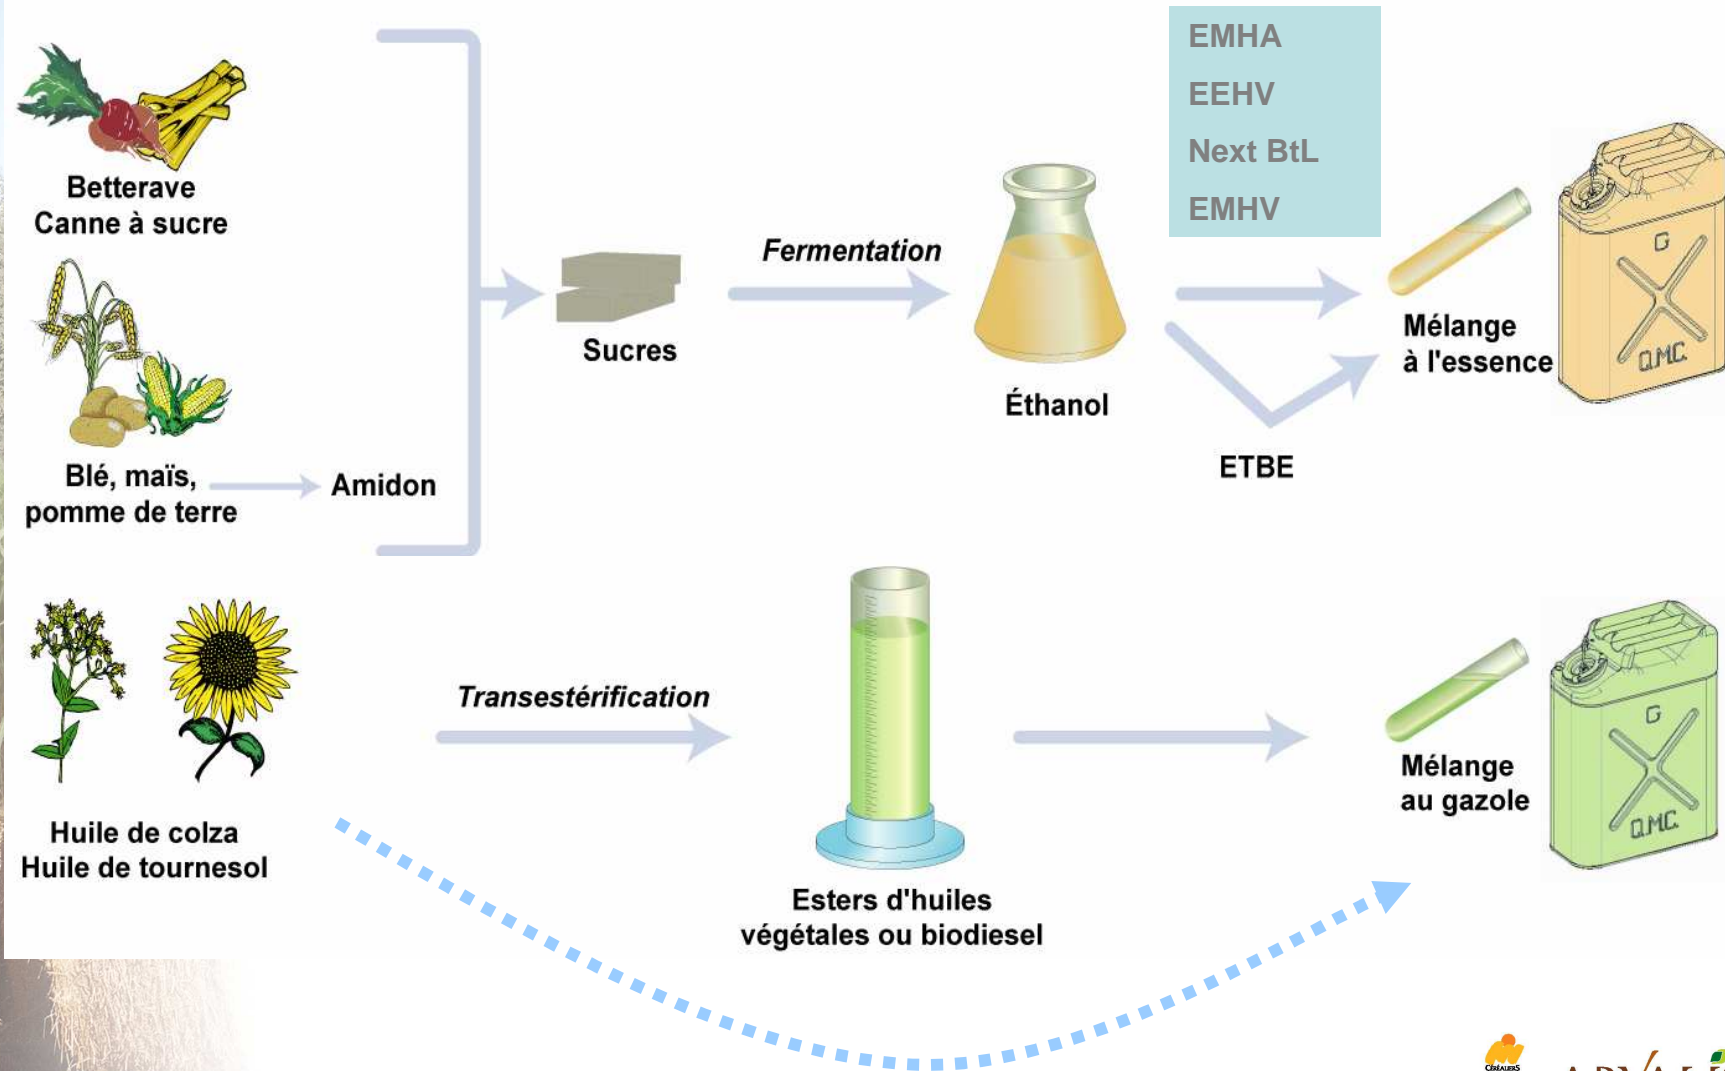 EMHA
EEHV
Next BtL
EMHV
Betterave
Canne à sucre
Fermentation
Sucres
Éthanol
Mélange
à l'essence
G
Q.M.C.
ETBE
Blé, maïs,
pomme de terre
Amidon
Transestérification
Mélange
au gazole
G
Q.M.C.
Huile de colza
Huile de tournesol
Esters d'huiles
végétales ou biodiesel
CÉRÉALIERS